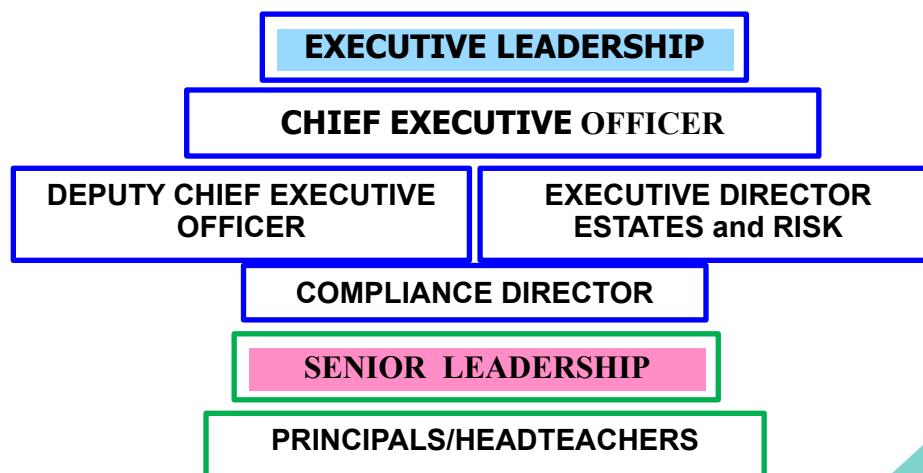 EXECUTIVE LEADERSHIP
CHIEF EXECUTIVE OFFICER
DEPUTY CHIEF EXECUTIVE
OFFICER
EXECUTIVE DIRECTOR
ESTATES and RISK
COMPLIANCE DIRECTOR
SENIOR LEADERSHIP
PRINCIPALS/HEADTEACHERS